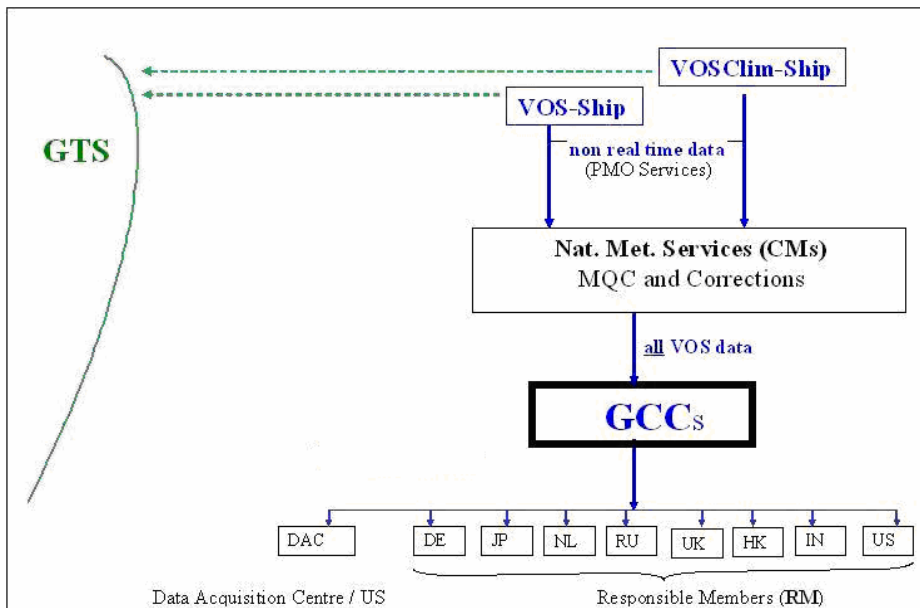 VOSClim-Ship
VOS-Ship
GTS
non real time data
(PMO Services)
Nat. Met. Services (CMs)
MQC and Corrections
all VOS data
GCCs
DAC
DE
JP
NL
RU
UK
HK
IN
US
Data Acquisition Centre / US
Responsible Members (RM)